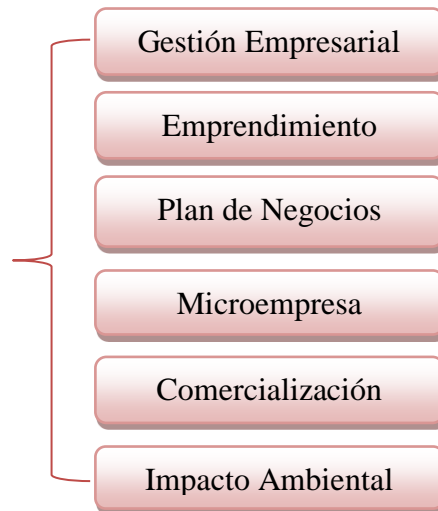 Gestión Empresarial
Emprendimiento
Plan de Negocios
Microempresa
Comercialización
Impacto Ambiental